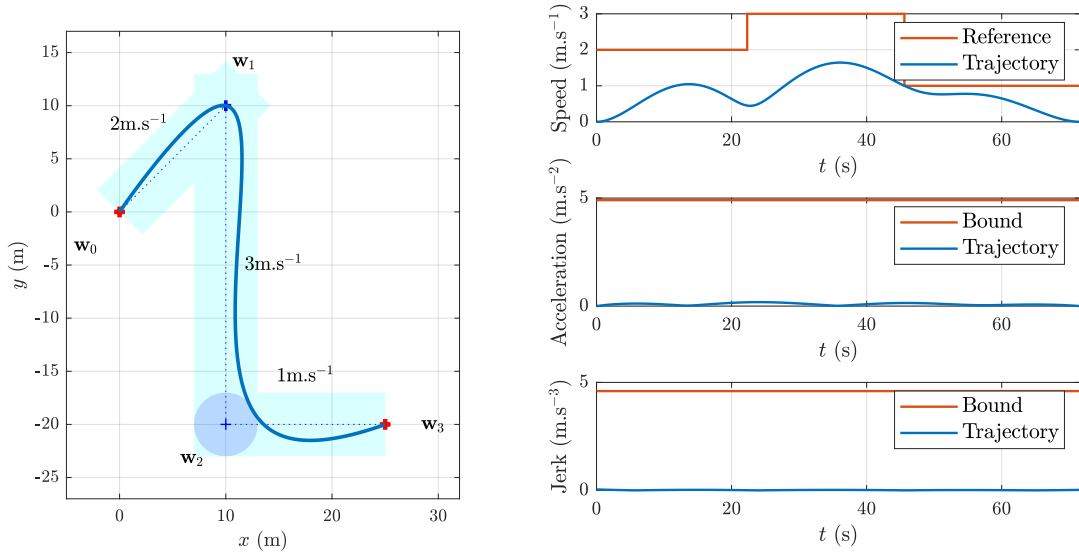 15
10
5
0
-5
-10
-15
-20
-25
0
10
20
30
x (m)
y (m)
w₀
w₁
w₂
w₃
2m.s⁻¹
3m.s⁻¹
1m.s⁻¹
3
2
1
0
Speed (m.s⁻¹)
Reference
Trajectory
0
20
40
60
t (s)
5
0
Acceleration (m.s⁻²)
Bound
Trajectory
0
20
40
60
t (s)
5
0
Jerk (m.s⁻³)
Bound
Trajectory
0
20
40
60
t (s)